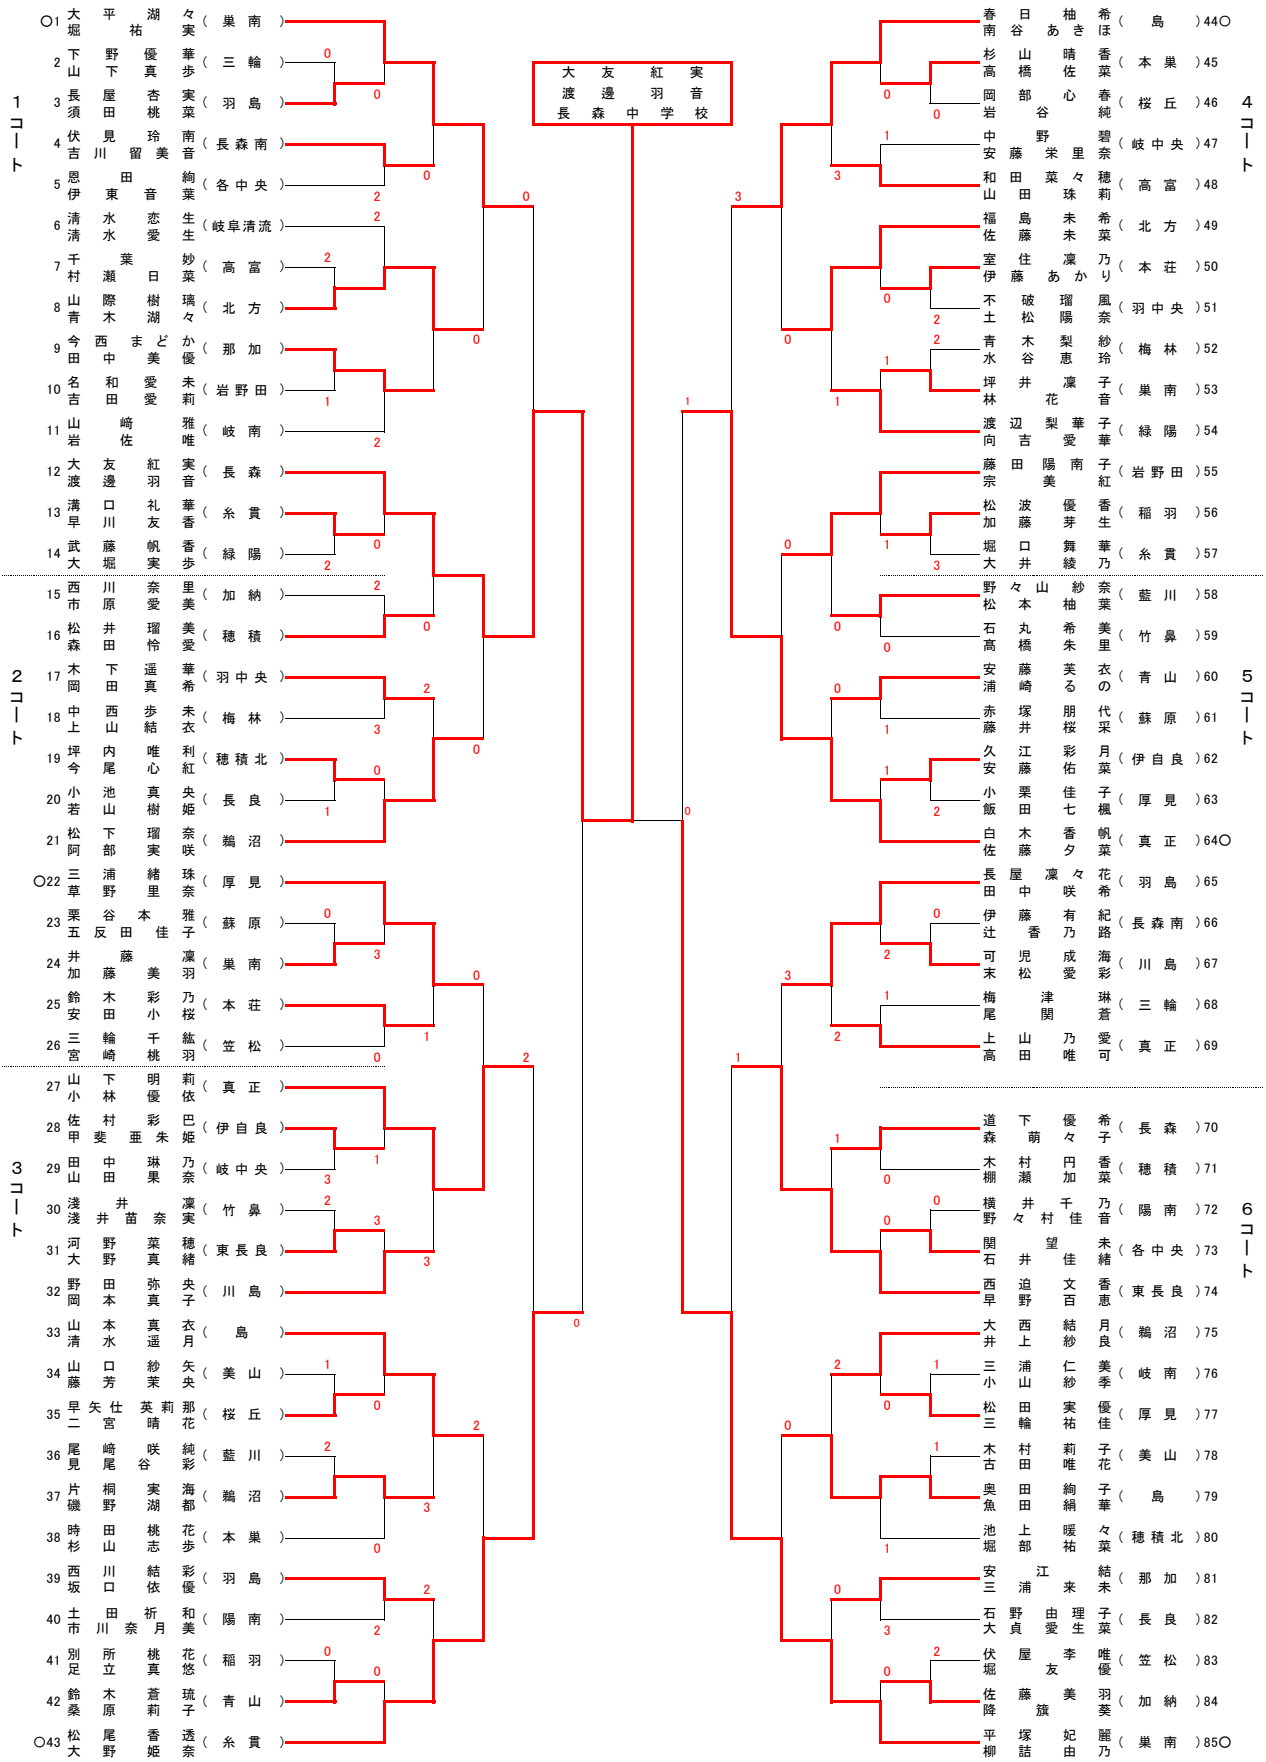 大友紅実
渡邊羽音
長森中学校
1コート
○1 大平湖々 堀祐実 (巣南)
2 下野優華 山下真歩 (三輪)
3 長屋杏実 須田桃菜 (羽島)
4 伏見玲南 吉川留美音 (長森南)
5 恩田絢 伊東音葉 (各中央)
6 清水恋生 清水愛生 (岐阜清流)
7 千葉妙 村瀬日菜 (高富)
8 山際樹璃 青木湖々 (北方)
9 今西まどか 田中美優 (那加)
10 名和愛未 吉田愛莉 (岩野田)
11 山﨑雅 岩佐唯 (岐南)
12 大友紅実 渡邊羽音 (長森)
13 溝口礼華 早川友香 (糸貫)
14 武藤帆香 大堀実歩 (緑陽)
2コート
15 西川奈里 市原愛美 (加納)
16 松井瑠美 森田怜愛 (穂積)
17 木下遥華 岡田真希 (羽中央)
18 中西歩未 上山結衣 (梅林)
19 坪内唯利 今尾心紅 (穂積北)
20 小池真央 若山樹姫 (長良)
21 松下瑠奈 阿部実咲 (鵜沼)
○22 三浦緒珠 草野里奈 (厚見)
23 栗谷本雅 五反田佳子 (蘇原)
24 井藤凜 加藤美羽 (巣南)
25 鈴木彩乃 安田小桜 (本荘)
26 三輪千紘 宮崎桃羽 (笠松)
3コート
27 山下明莉 小林優依 (真正)
28 佐村彩巴 甲斐亜朱姫 (伊自良)
29 田中琳乃 山田果奈 (岐中央)
30 淺井凜 淺井苗奈実 (竹鼻)
31 河野菜穂 大野真緒 (東長良)
32 野田弥央 岡本真子 (川島)
33 山本真衣 清水遥月 (島)
34 山口紗矢 藤芳茉央 (美山)
35 早矢仕英莉那 二宮晴花 (桜丘)
36 尾﨑咲純 見尾谷彩 (藍川)
37 片桐実海 磯野湖都 (鵜沼)
38 時田桃花 杉山志歩 (本巣)
39 西川結彩 坂口依優 (羽島)
40 土田祈和 市川奈月美 (陽南)
41 別所桃花 足立真悠 (稲羽)
42 鈴木蒼琉 桑原莉子 (青山)
○43 松尾香透 大野姫奈 (糸貫)
4コート
春日柚希 南谷あきほ (島) 44○
杉山晴香 高橋佐菜 (本巣) 45
岡部心春 岩谷純 (桜丘) 46
中野碧 安藤栄里奈 (岐中央) 47
和田菜々穂 山田珠莉 (高富) 48
福島未希 佐藤未菜 (北方) 49
室住凜乃 伊藤あかり (本荘) 50
不破瑠風 土松陽奈 (羽中央) 51
青木梨紗 水谷恵玲 (梅林) 52
坪井凜子 林花音 (巣南) 53
渡辺梨華子 向吉愛華 (緑陽) 54
藤田陽南子 宗美紅 (岩野田) 55
松波優香 加藤芽生 (稲羽) 56
堀口舞華 大井綾乃 (糸貫) 57
5コート
野々山紗奈 松本柚葉 (藍川) 58
石丸希美 髙橋朱里 (竹鼻) 59
安藤芙衣 浦崎るの (青山) 60
赤塚朋代 藤井桜采 (蘇原) 61
久江彩月 安藤佑菜 (伊自良) 62
小栗佳子 飯田七楓 (厚見) 63
白木香帆 佐藤夕菜 (真正) 64○
長屋凜々花 田中咲希 (羽島) 65
伊藤有紀 辻香乃路 (長森南) 66
可児成海 末松愛彩 (川島) 67
梅津琳 尾関蒼 (三輪) 68
上山乃愛 高田唯可 (真正) 69
6コート
道下優希 森萌々子 (長森) 70
木村円香 棚瀬加菜 (穂積) 71
横井千乃 野々村佳音 (陽南) 72
関望未 石井佳緒 (各中央) 73
西迫文香 早野百恵 (東長良) 74
大西結月 井上紗良 (鵜沼) 75
三浦仁美 小山紗季 (岐南) 76
松田実優 三輪祐佳 (厚見) 77
木村莉子 古田唯花 (美山) 78
奥田絢子 魚田絹華 (島) 79
池上暖々 堀部祐菜 (穂積北) 80
安江結 三浦来未 (那加) 81
石野由理子 大貞愛生菜 (長良) 82
伏屋李唯 堀友優 (笠松) 83
佐藤美羽 降旗葵 (加納) 84
平塚妃麗 柳詰由乃 (巣南) 85○